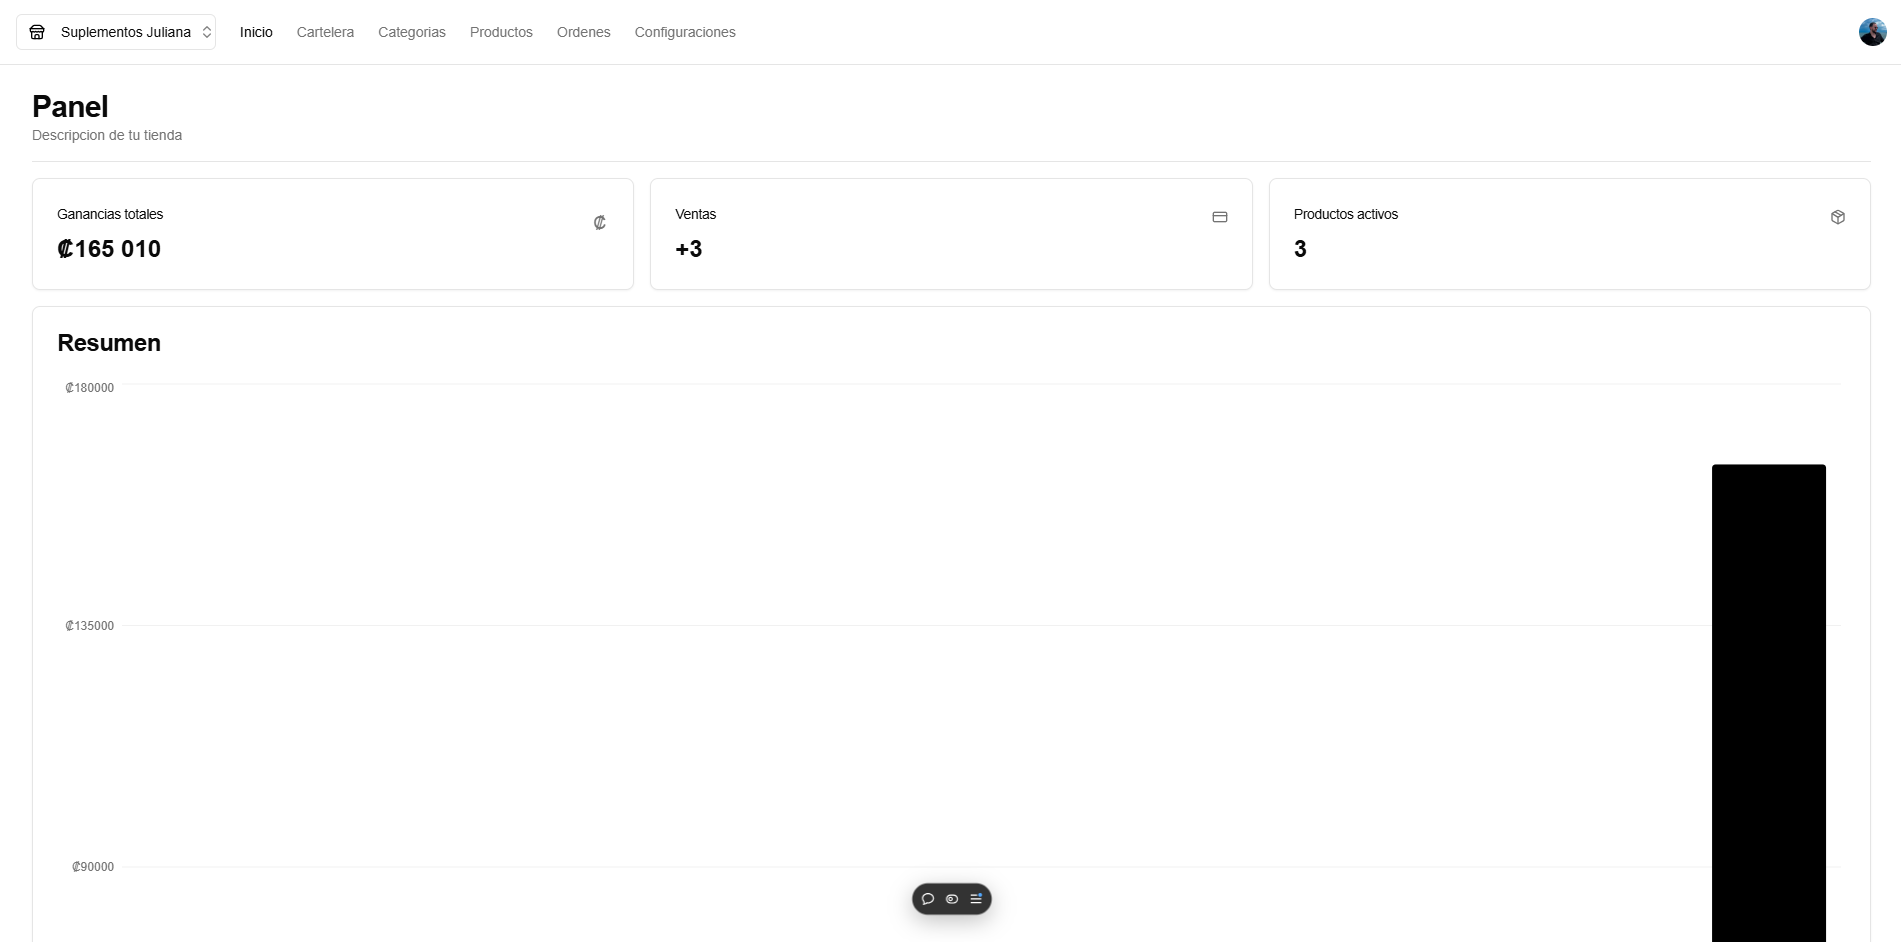 Suplementos Juliana Inicio Cartelera Categorias Productos Ordenes Configuraciones
Panel
Descripcion de tu tienda
Ganancias totales
₡165 010
Ventas
+3
Productos activos
3
Resumen
₡180000
₡135000
₡90000